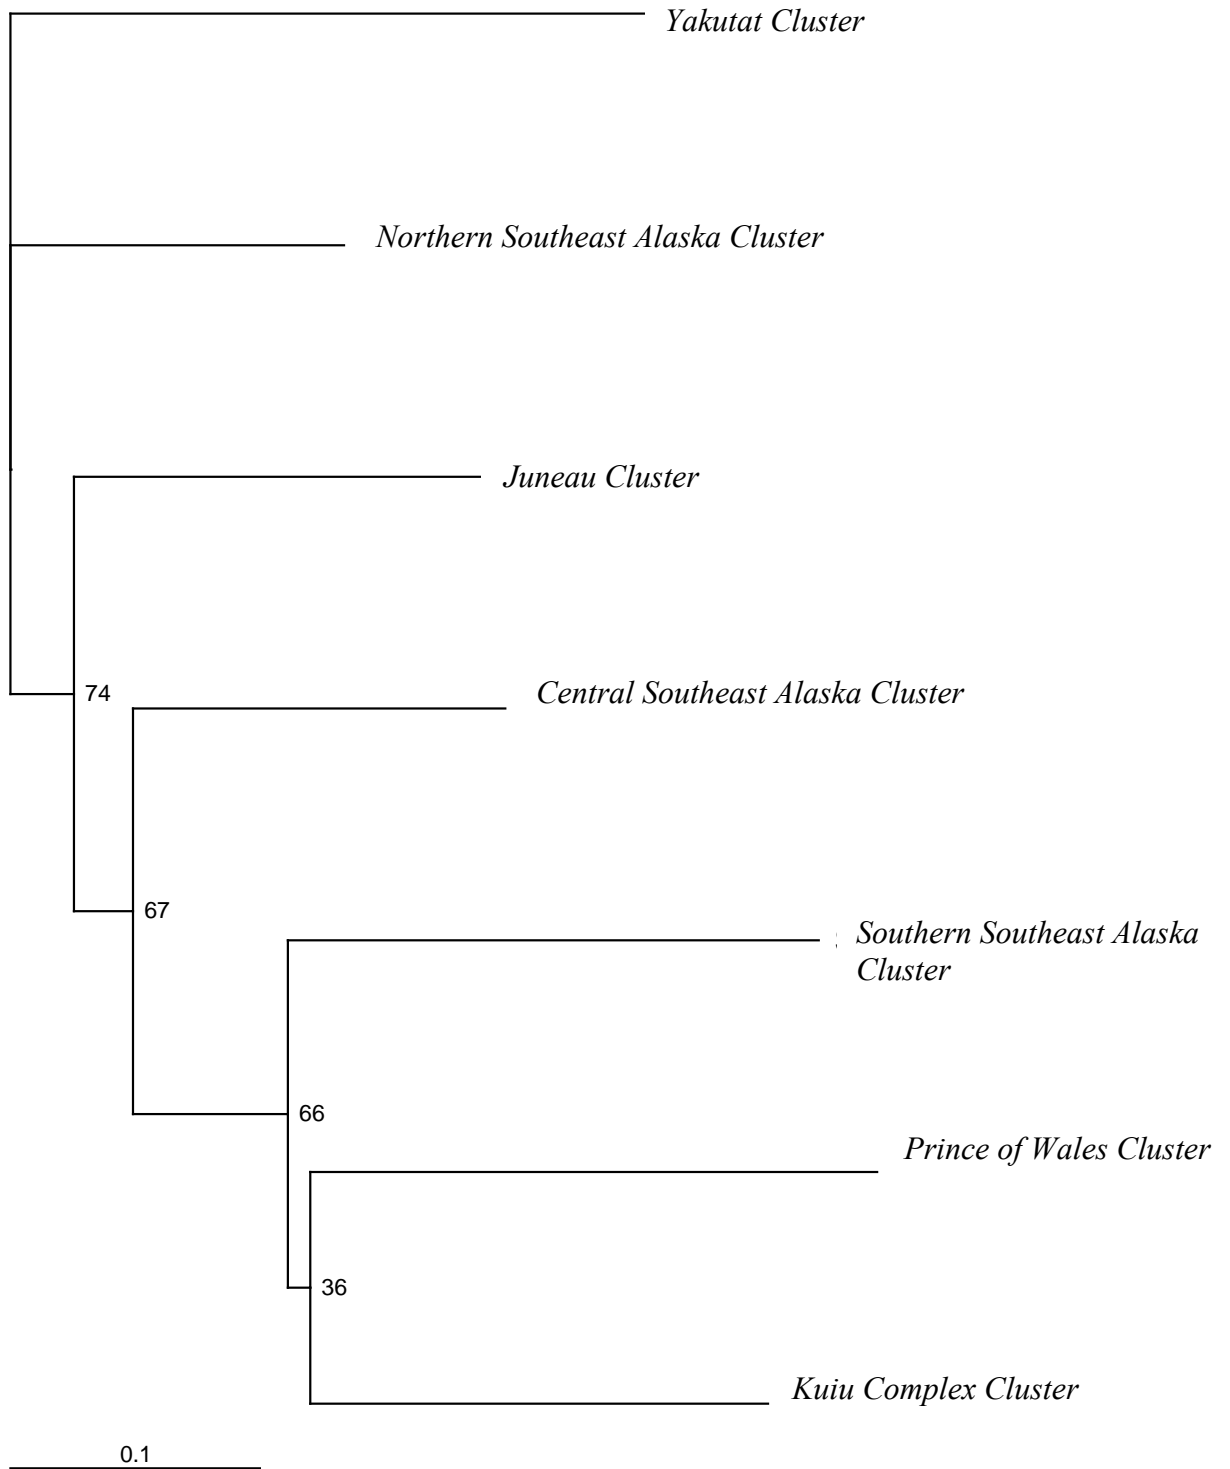 Yakutat Cluster
Northern Southeast Alaska Cluster
Juneau Cluster
74
Central Southeast Alaska Cluster
67
Southern Southeast Alaska
Cluster
66
Prince of Wales Cluster
36
Kuiu Complex Cluster
0.1